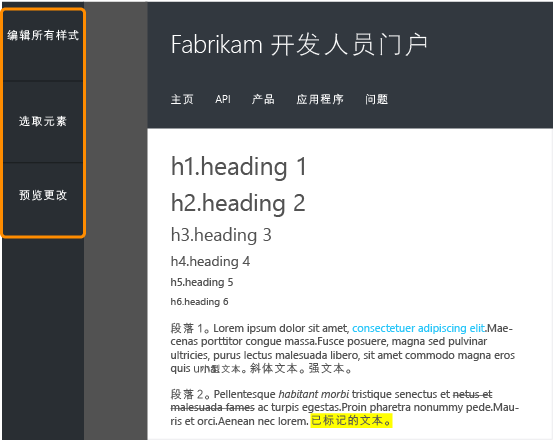 编辑所有样式
选取元素
预览更改
Fabrikam 开发人员门户
主页 API 产品 应用程序 问题
h1.heading 1
h2.heading 2
h3.heading 3
h4.heading 4
h5.heading 5
h6.heading 6
段落 1。Lorem ipsum dolor sit amet, consectetuer adipiscing elit.Mae-
cenas porttitor congue massa.Fusce posuere, magna sed pulvinar
ultricies, purus lectus malesuada libero, sit amet commodo magna eros
quis 文本。斜体文本。强文本。
段落 2。Pellentesque habitant morbi tristique senectus et netus et
malesuada fames ac turpis egestas.Proin pharetra nonummy pede.Mau-
ris et orci.Aenean nec lorem. 已标记的文本。